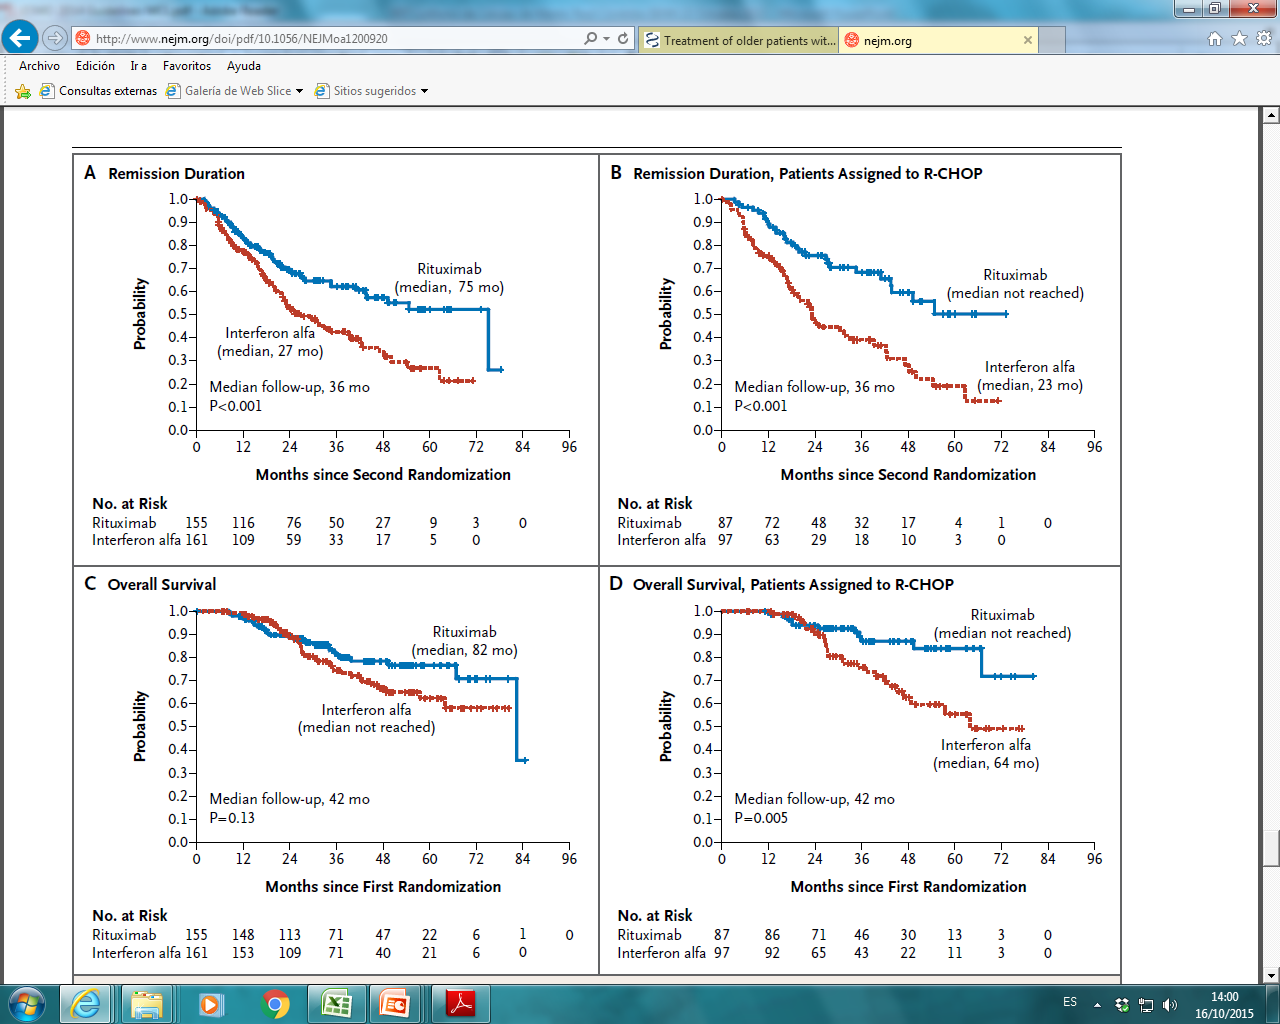 http://www.nejm.org/doi/pdf/10.1056/NEJMoa1200920
Treatment of older patients wit...
nejm.org
Archivo Edición Ir a Favoritos Ayuda
Consultas externas Galería de Web Slice Sitios sugeridos
A Remission Duration
1.0
0.9
0.8
0.7
0.6
0.5
0.4
0.3
0.2
0.1
0.0
Probability
Rituximab
(median, 75 mo)
Interferon alfa
(median, 27 mo)
Median follow-up, 36 mo
P<0.001
0 12 24 36 48 60 72 84 96
Months since Second Randomization
No. at Risk
Rituximab 155 116 76 50 27 9 3 0
Interferon alfa 161 109 59 33 17 5 0
B Remission Duration, Patients Assigned to R-CHOP
1.0
0.9
0.8
0.7
0.6
0.5
0.4
0.3
0.2
0.1
0.0
Probability
Rituximab
(median not reached)
Interferon alfa
(median, 23 mo)
Median follow-up, 36 mo
P<0.001
0 12 24 36 48 60 72 84 96
Months since Second Randomization
No. at Risk
Rituximab 87 72 48 32 17 4 1 0
Interferon alfa 97 63 29 18 10 3 0
C Overall Survival
1.0
0.9
0.8
0.7
0.6
0.5
0.4
0.3
0.2
0.1
0.0
Probability
Rituximab
(median, 82 mo)
Interferon alfa
(median not reached)
Median follow-up, 42 mo
P=0.13
0 12 24 36 48 60 72 84 96
Months since First Randomization
No. at Risk
Rituximab 155 148 113 71 47 22 6 1 0
Interferon alfa 161 153 109 71 40 21 6 0
D Overall Survival, Patients Assigned to R-CHOP
1.0
0.9
0.8
0.7
0.6
0.5
0.4
0.3
0.2
0.1
0.0
Probability
Rituximab
(median not reached)
Interferon alfa
(median, 64 mo)
Median follow-up, 42 mo
P=0.005
0 12 24 36 48 60 72 84 96
Months since First Randomization
No. at Risk
Rituximab 87 86 71 46 30 13 3 0
Interferon alfa 97 92 65 43 22 11 3 0
ES
14:00
16/10/2015